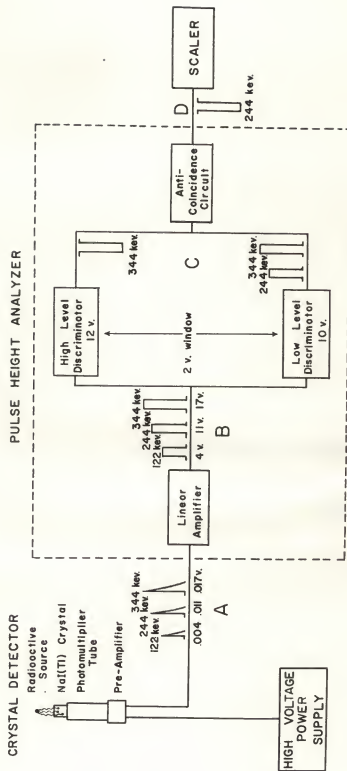 CRYSTAL DETECTOR
PULSE HEIGHT ANALYZER
Radioactive
Source
NaI(Tl) Crystal
Photomultiplier
Tube
Pre-Amplifier
HIGH VOLTAGE
POWER
SUPPLY
344 kev.
244 kev.
122 kev.
.004 .011 .017v.
A
Linear
Amplifier
344 kev.
244 kev.
122 kev.
4 v. 11v. 17v.
B
High Level
Discriminator
12 v.
2 v. window
Low Level
Discriminator
10 v.
344 kev.
C
344 kev.
244 kev.
Anti-
Coincidence
Circuit
D
244 kev.
SCALER